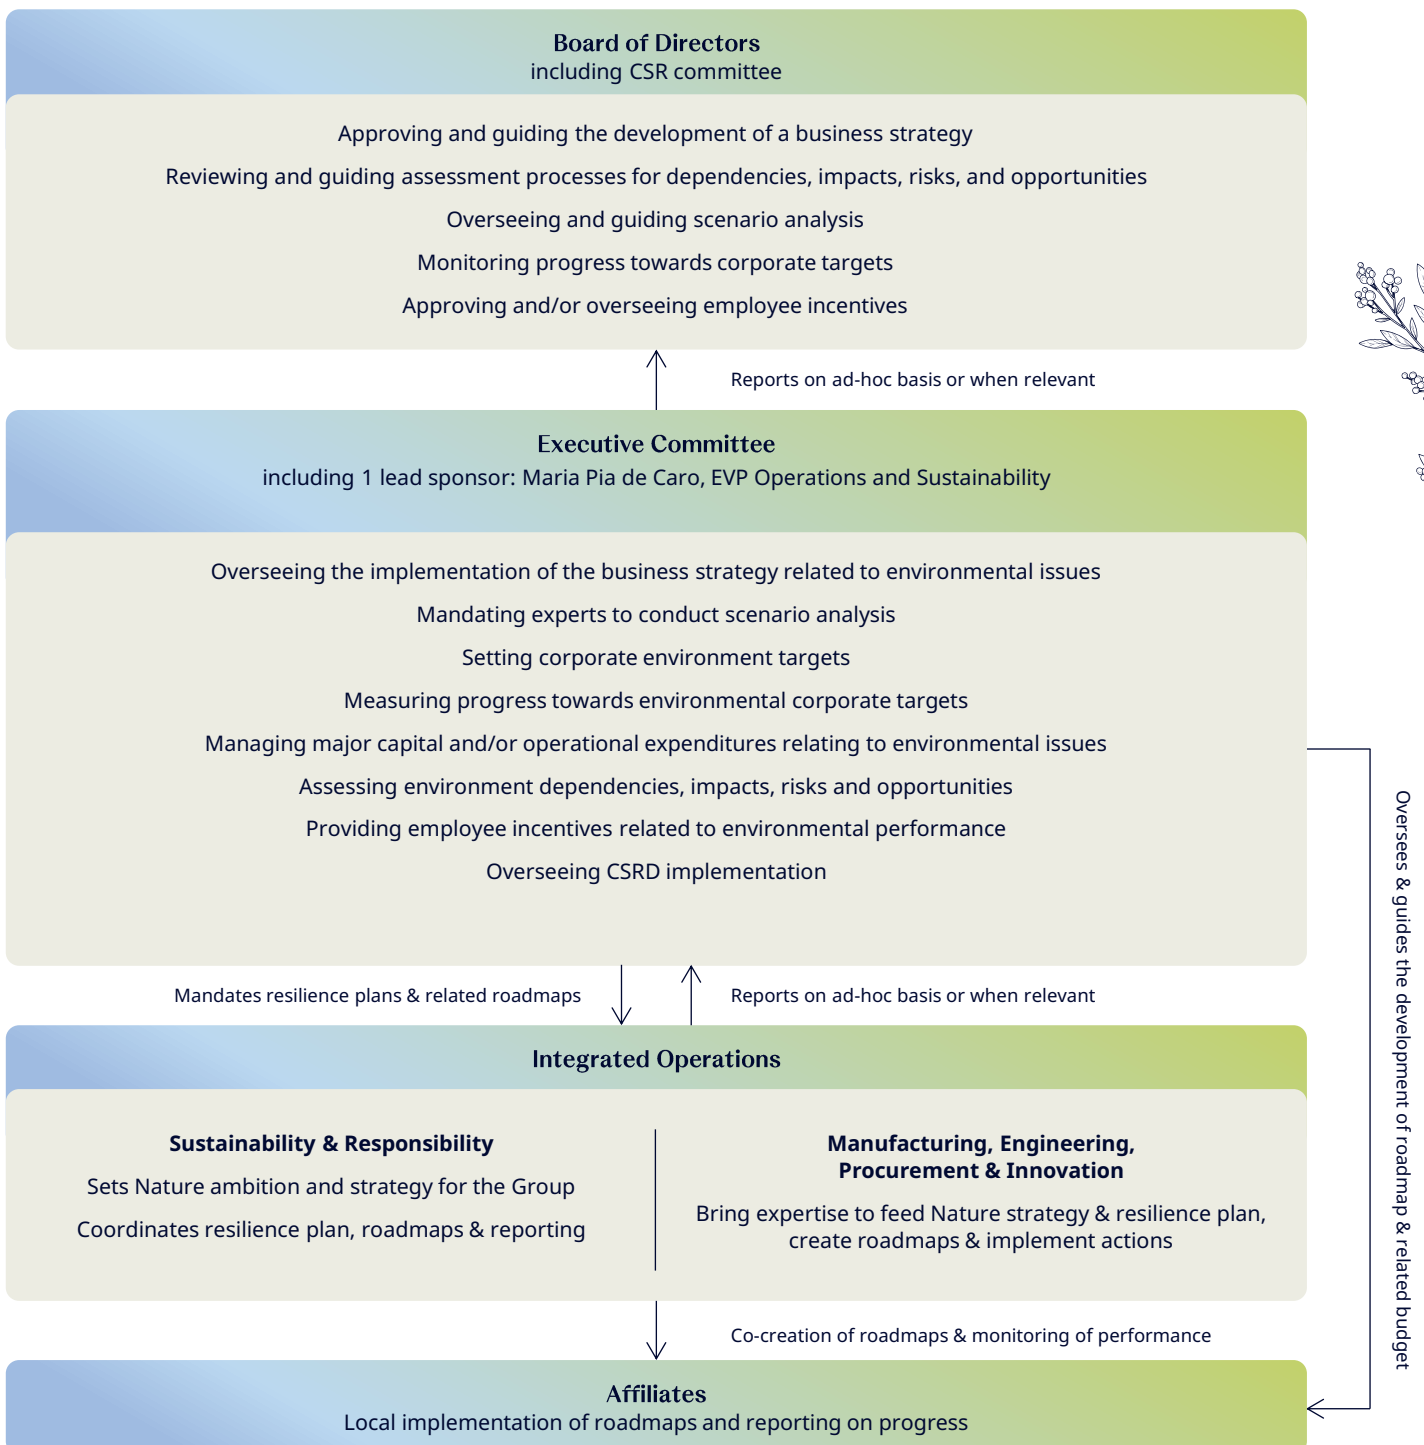 Board of Directors
including CSR committee
Approving and guiding the development of a business strategy
Reviewing and guiding assessment processes for dependencies, impacts, risks, and opportunities
Overseeing and guiding scenario analysis
Monitoring progress towards corporate targets
Approving and/or overseeing employee incentives
Reports on ad-hoc basis or when relevant
Executive Committee
including 1 lead sponsor: Maria Pia de Caro, EVP Operations and Sustainability
Overseeing the implementation of the business strategy related to environmental issues
Mandating experts to conduct scenario analysis
Setting corporate environment targets
Measuring progress towards environmental corporate targets
Managing major capital and/or operational expenditures relating to environmental issues
Assessing environment dependencies, impacts, risks and opportunities
Providing employee incentives related to environmental performance
Overseeing CSRD implementation
Oversees & guides the development of roadmap & related budget
Mandates resilience plans & related roadmaps
Reports on ad-hoc basis or when relevant
Integrated Operations
Sustainability & Responsibility
Sets Nature ambition and strategy for the Group
Coordinates resilience plan, roadmaps & reporting
Manufacturing, Engineering,
Procurement & Innovation
Bring expertise to feed Nature strategy & resilience plan,
create roadmaps & implement actions
Co-creation of roadmaps & monitoring of performance
Affiliates
Local implementation of roadmaps and reporting on progress